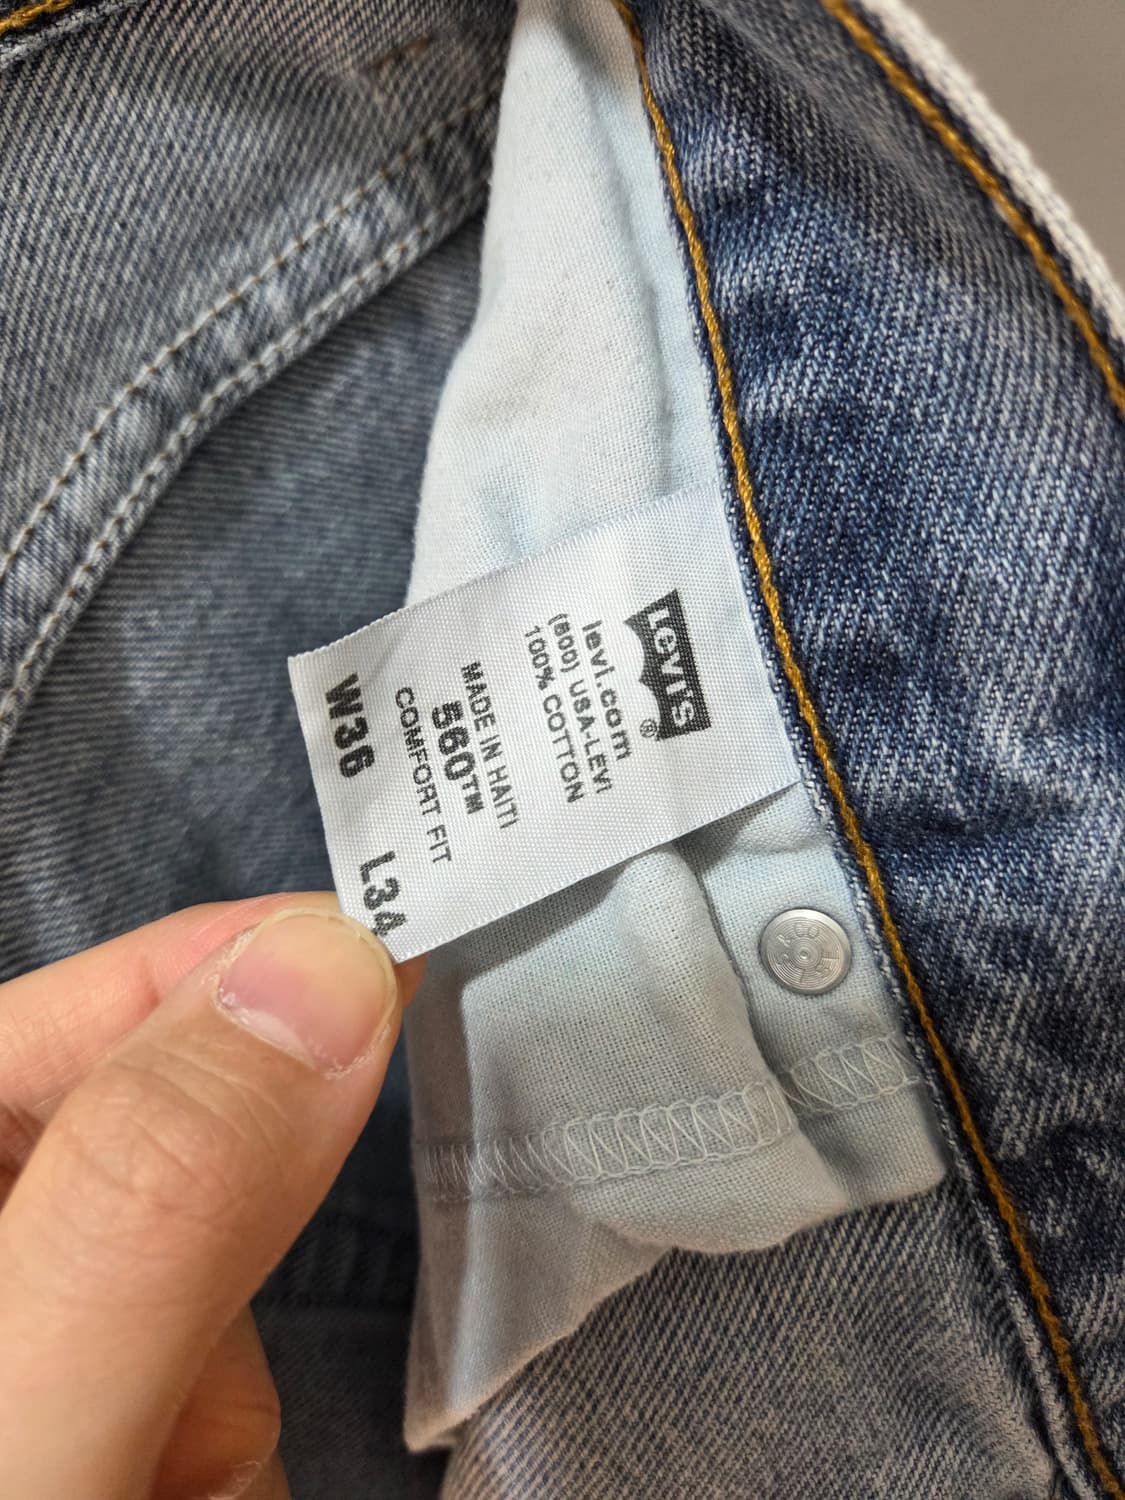 LEVI'S®
levi.com
(800) USA-LEVI
100% COTTON
MADE IN HAITI
560™
COMFORT FIT
W36 L34